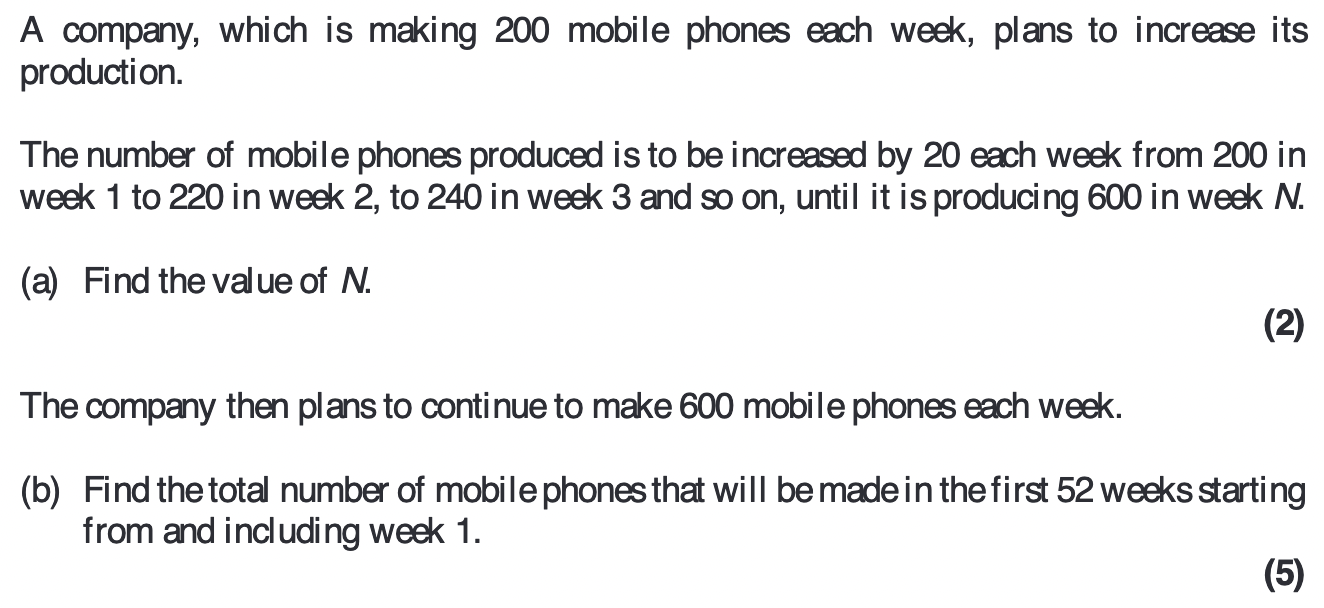 A company, which is making 200 mobile phones each week, plans to increase its
production.
The number of mobile phones produced is to be increased by 20 each week from 200 in
week 1 to 220 in week 2, to 240 in week 3 and so on, until it is producing 600 in week N.
(a) Find the value of N.
(2)
The company then plans to continue to make 600 mobile phones each week.
(b) Find the total number of mobile phones that will be made in the first 52 weeks starting
from and including week 1.
(5)